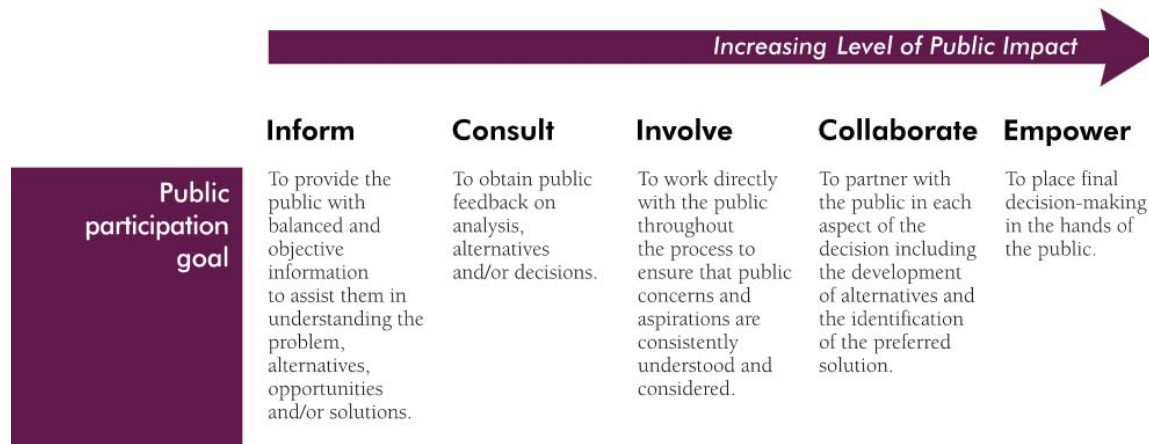 Increasing Level of Public Impact
Inform
Consult
Involve
Collaborate
Empower
Public
participation
goal
To provide the
public with
balanced and
objective
information
to assist them in
understanding the
problem,
alternatives,
opportunities
and/or solutions.
To obtain public
feedback on
analysis,
alternatives
and/or decisions.
To work directly
with the public
throughout
the process to
ensure that public
concerns and
aspirations are
consistently
understood and
considered.
To partner with
the public in each
aspect of the
decision including
the development
of alternatives and
the identification
of the preferred
solution.
To place final
decision-making
in the hands of
the public.